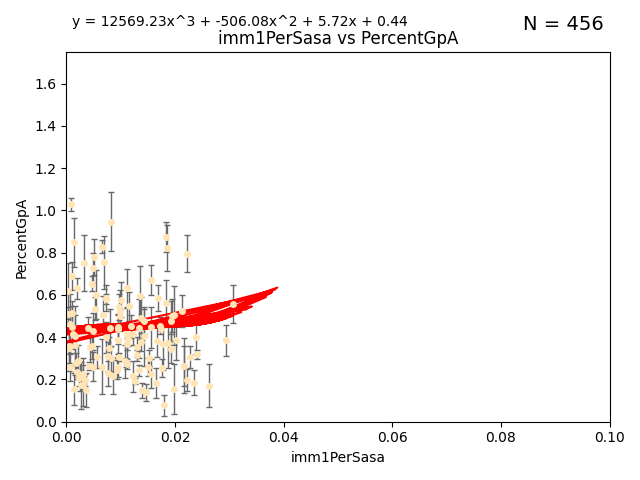 y = 12569.23x^3 + -506.08x^2 + 5.72x + 0.44
N = 456
imm1PerSasa vs PercentGpA
PercentGpA
1.6
1.4
1.2
1.0
0.8
0.6
0.4
0.2
0.0
0.00 0.02 0.04 0.06 0.08 0.10
imm1PerSasa